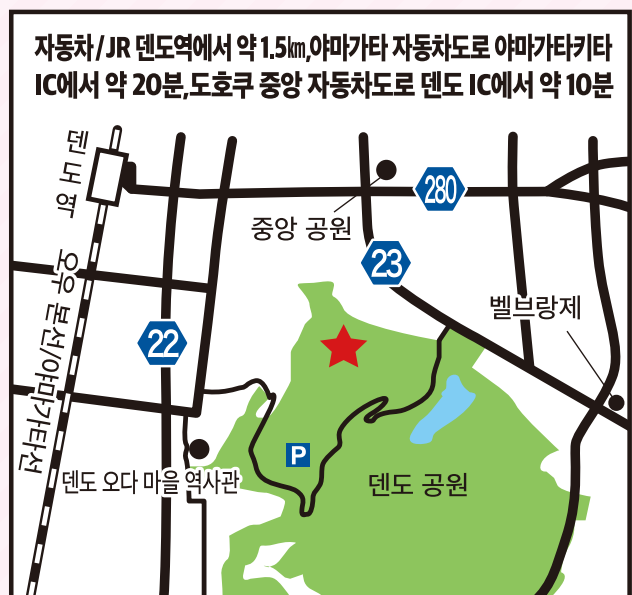 자동차/JR 덴도역에서 약 1.5㎞,야마가타 자동차도로 야마가타키타
IC에서 약 20분,도호쿠 중앙 자동차도로 덴도 IC에서 약 10분
덴도역
280
중앙 공원
23
오우 본선/야마가타선
벨브랑제
22
P
덴도 오다 마을 역사관
덴도 공원